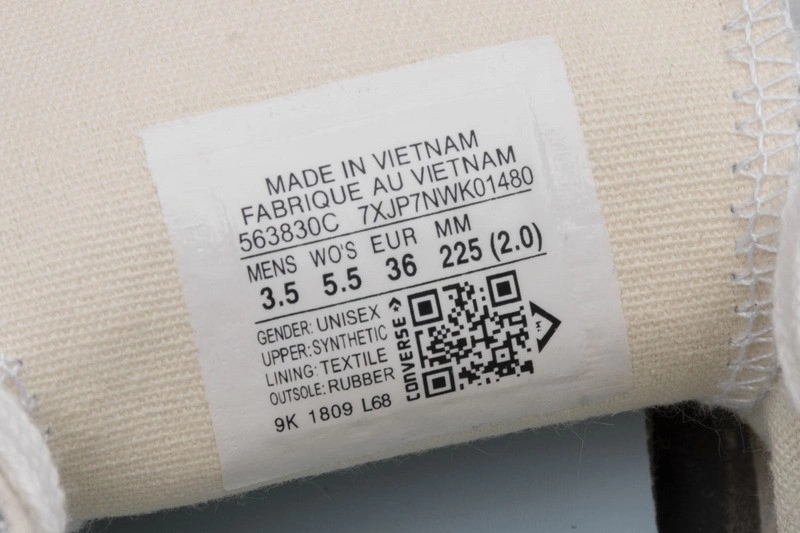 MADE IN VIETNAM
FABRIQUE AU VIETNAM
563830C 7XJP7NWK01480
MENS WO'S EUR MM
3.5 5.5 36 225 (2.0)
GENDER: UNISEX
UPPER: SYNTHETIC
LINING: TEXTILE
OUTSOLE: RUBBER
9K 1809 L68
CONVERSE
TM